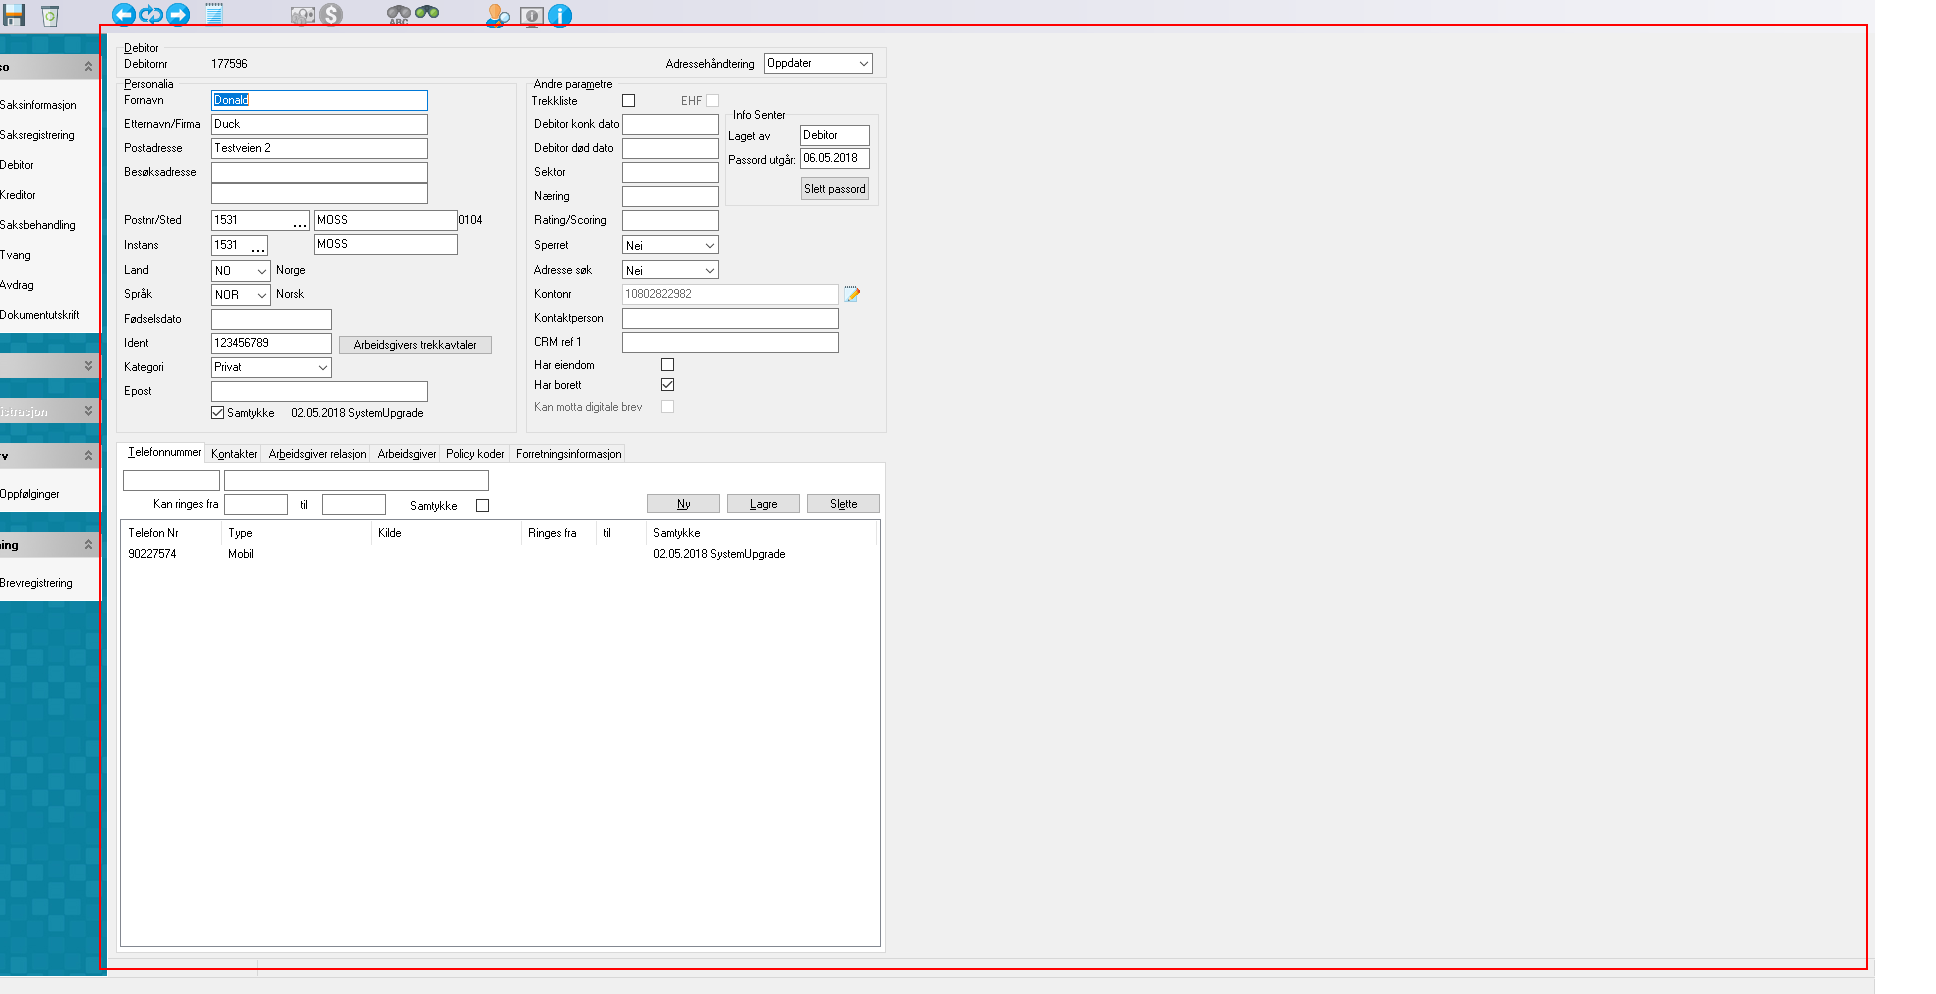 ABC
so
Saksinformasjon
Saksregistrering
Debitor
Kreditor
Saksbehandling
Tvang
Avdrag
Dokumentutskrift
istrasjon
v
Oppfølginger
ning
Brevregistrering
Debitor
Debitornr 177596 Adressehåndtering Oppdater
Personalia
Fornavn Donald
Etternavn/Firma Duck
Postadresse Testveien 2
Besøksadresse
Postnr/Sted 1531 ... MOSS 0104
Instans 1531 ... MOSS
Land NO Norge
Språk NOR Norsk
Fødselsdato
Ident 123456789 Arbeidsgivers trekkavtaler
Kategori Privat
Epost
Samtykke 02.05.2018 SystemUpgrade
Andre parametre
Trekkliste EHF
Debitor konk dato
Debitor død dato
Sektor
Næring
Rating/Scoring
Sperret Nei
Adresse søk Nei
Kontonr 10802822982
Kontaktperson
CRM ref 1
Har eiendom
Har borett
Kan motta digitale brev
Info Senter
Laget av Debitor
Passord utgår: 06.05.2018
Slett passord
Telefonnummer Kontakter Arbeidsgiver relasjon Arbeidsgiver Policy koder Forretningsinformasjon
Kan ringes fra til Samtykke Ny Lagre Slette
Telefon Nr Type Kilde Ringes fra til Samtykke
90227574 Mobil 02.05.2018 SystemUpgrade